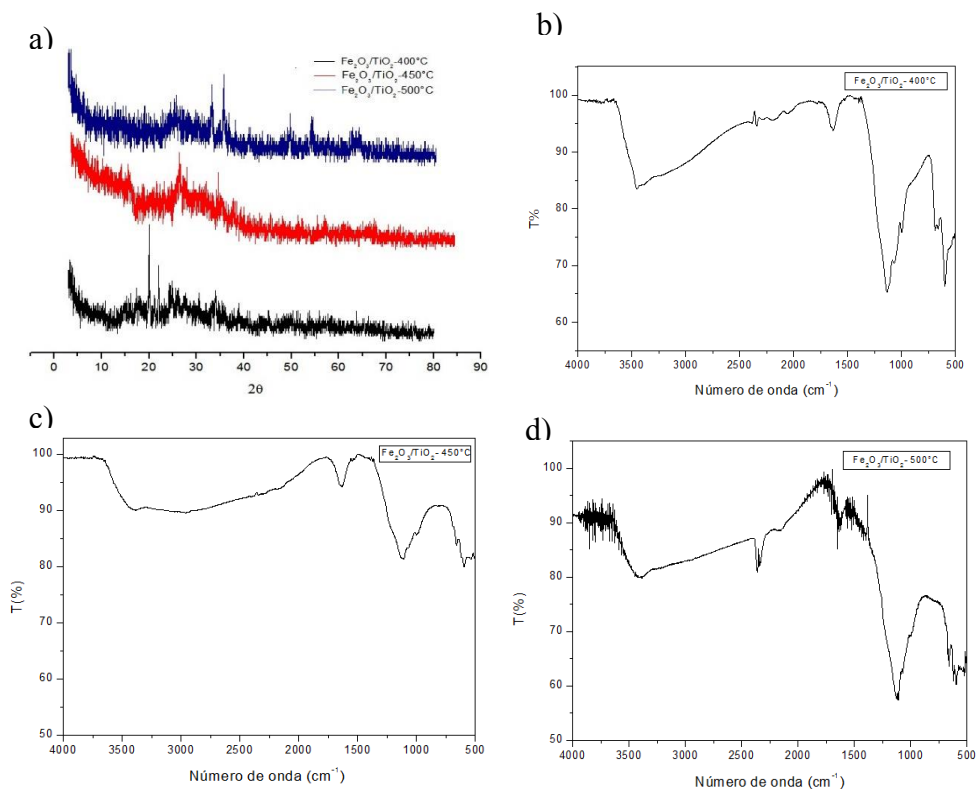 a)
Fe₂O₃/TiO₂-400°C
Fe₂O₃/TiO₂-450°C
Fe₂O₃/TiO₂-500°C
0 10 20 30 40 50 60 70 80 90
2θ
b)
Fe₂O₃/TiO₂-400°C
100
90
80
70
60
T%
4000 3500 3000 2500 2000 1500 1000 500
Número de onda (cm⁻¹)
c)
Fe₂O₃/TiO₂-450°C
100
90
80
70
60
50
T(%)
4000 3500 3000 2500 2000 1500 1000 500
Número de onda (cm⁻¹)
d)
Fe₂O₃/TiO₂-500°C
100
90
80
70
60
50
T(%)
4000 3500 3000 2500 2000 1500 1000 500
Número de onda (cm⁻¹)